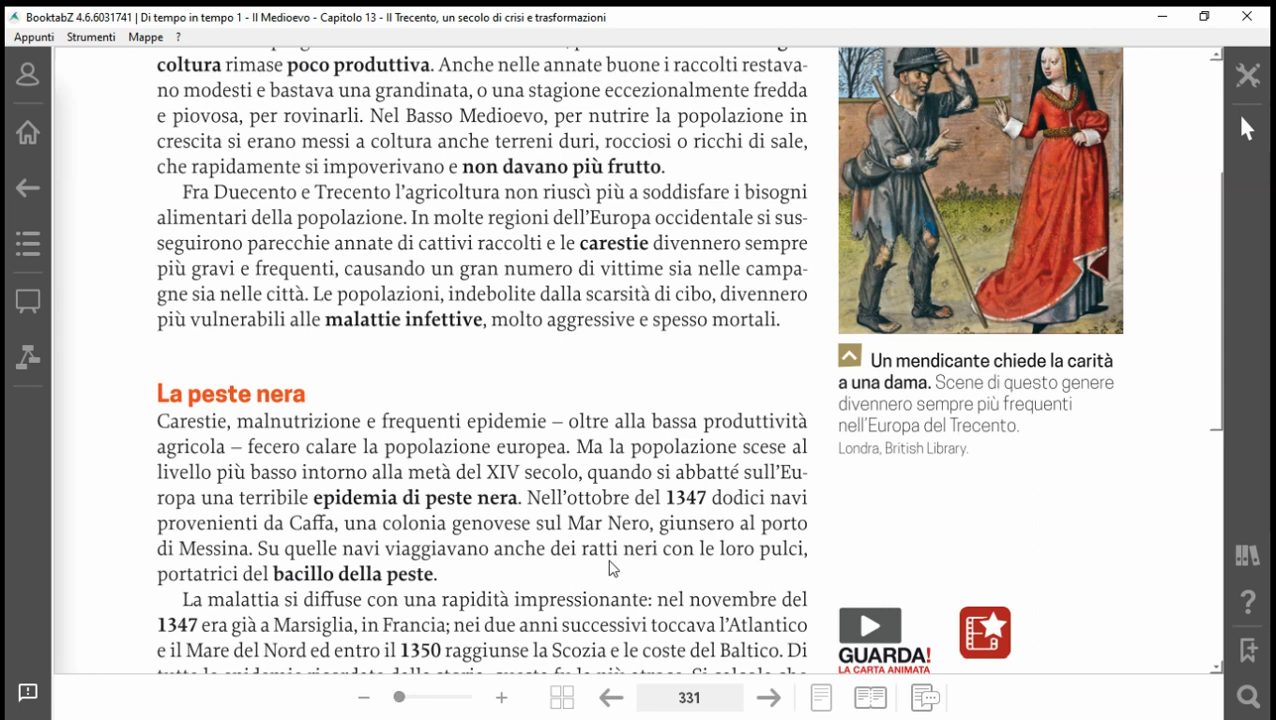 BooktabZ 4.6.6031741 | Di tempo in tempo 1 - Il Medioevo - Capitolo 13 - Il Trecento, un secolo di crisi e trasformazioni
Appunti Strumenti Mappe ?
coltura rimase poco produttiva. Anche nelle annate buone i raccolti restava-
no modesti e bastava una grandinata, o una stagione eccezionalmente fredda
e piovosa, per rovinarli. Nel Basso Medioevo, per nutrire la popolazione in
crescita si erano messi a coltura anche terreni duri, rocciosi o ricchi di sale,
che rapidamente si impoverivano e non davano più frutto.
Fra Duecento e Trecento l'agricoltura non riuscì più a soddisfare i bisogni
alimentari della popolazione. In molte regioni dell'Europa occidentale si sus-
seguirono parecchie annate di cattivi raccolti e le carestie divennero sempre
più gravi e frequenti, causando un gran numero di vittime sia nelle campa-
gne sia nelle città. Le popolazioni, indebolite dalla scarsità di cibo, divennero
più vulnerabili alle malattie infettive, molto aggressive e spesso mortali.
La peste nera
Carestie, malnutrizione e frequenti epidemie – oltre alla bassa produttività
agricola – fecero calare la popolazione europea. Ma la popolazione scese al
livello più basso intorno alla metà del XIV secolo, quando si abbatté sull'Eu-
ropa una terribile epidemia di peste nera. Nell'ottobre del 1347 dodici navi
provenienti da Caffa, una colonia genovese sul Mar Nero, giunsero al porto
di Messina. Su quelle navi viaggiavano anche dei ratti neri con le loro pulci,
portatrici del bacillo della peste.
La malattia si diffuse con una rapidità impressionante: nel novembre del
1347 era già a Marsiglia, in Francia; nei due anni successivi toccava l'Atlantico
e il Mare del Nord ed entro il 1350 raggiunse la Scozia e le coste del Baltico. Di
Un mendicante chiede la carità
a una dama. Scene di questo genere
divennero sempre più frequenti
nell'Europa del Trecento.
Londra, British Library.
GUARDA!
LA CARTA ANIMATA
331